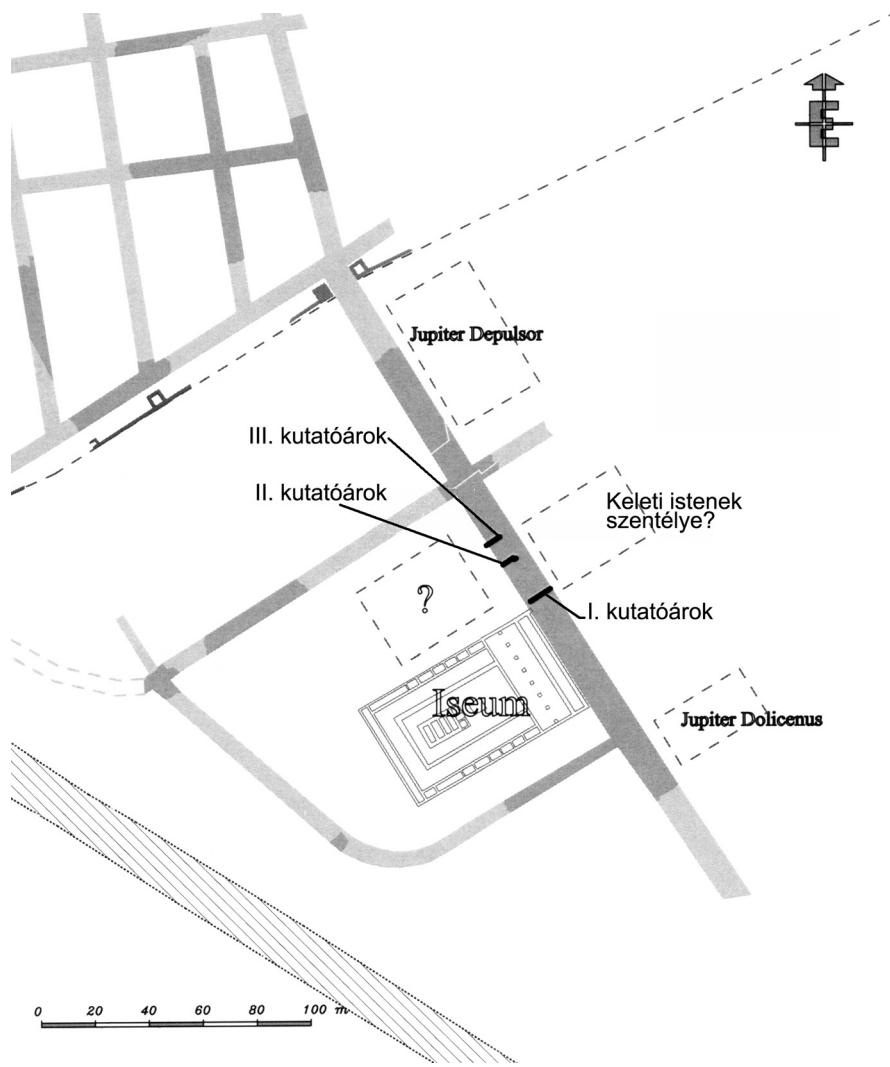 Jupiter Depulsor
III. kutatóárok
II. kutatóárok
Keleti istenek
szentélye?
?
I. kutatóárok
Iseum
Jupiter Dolicenus
0 20 40 60 80 100 m